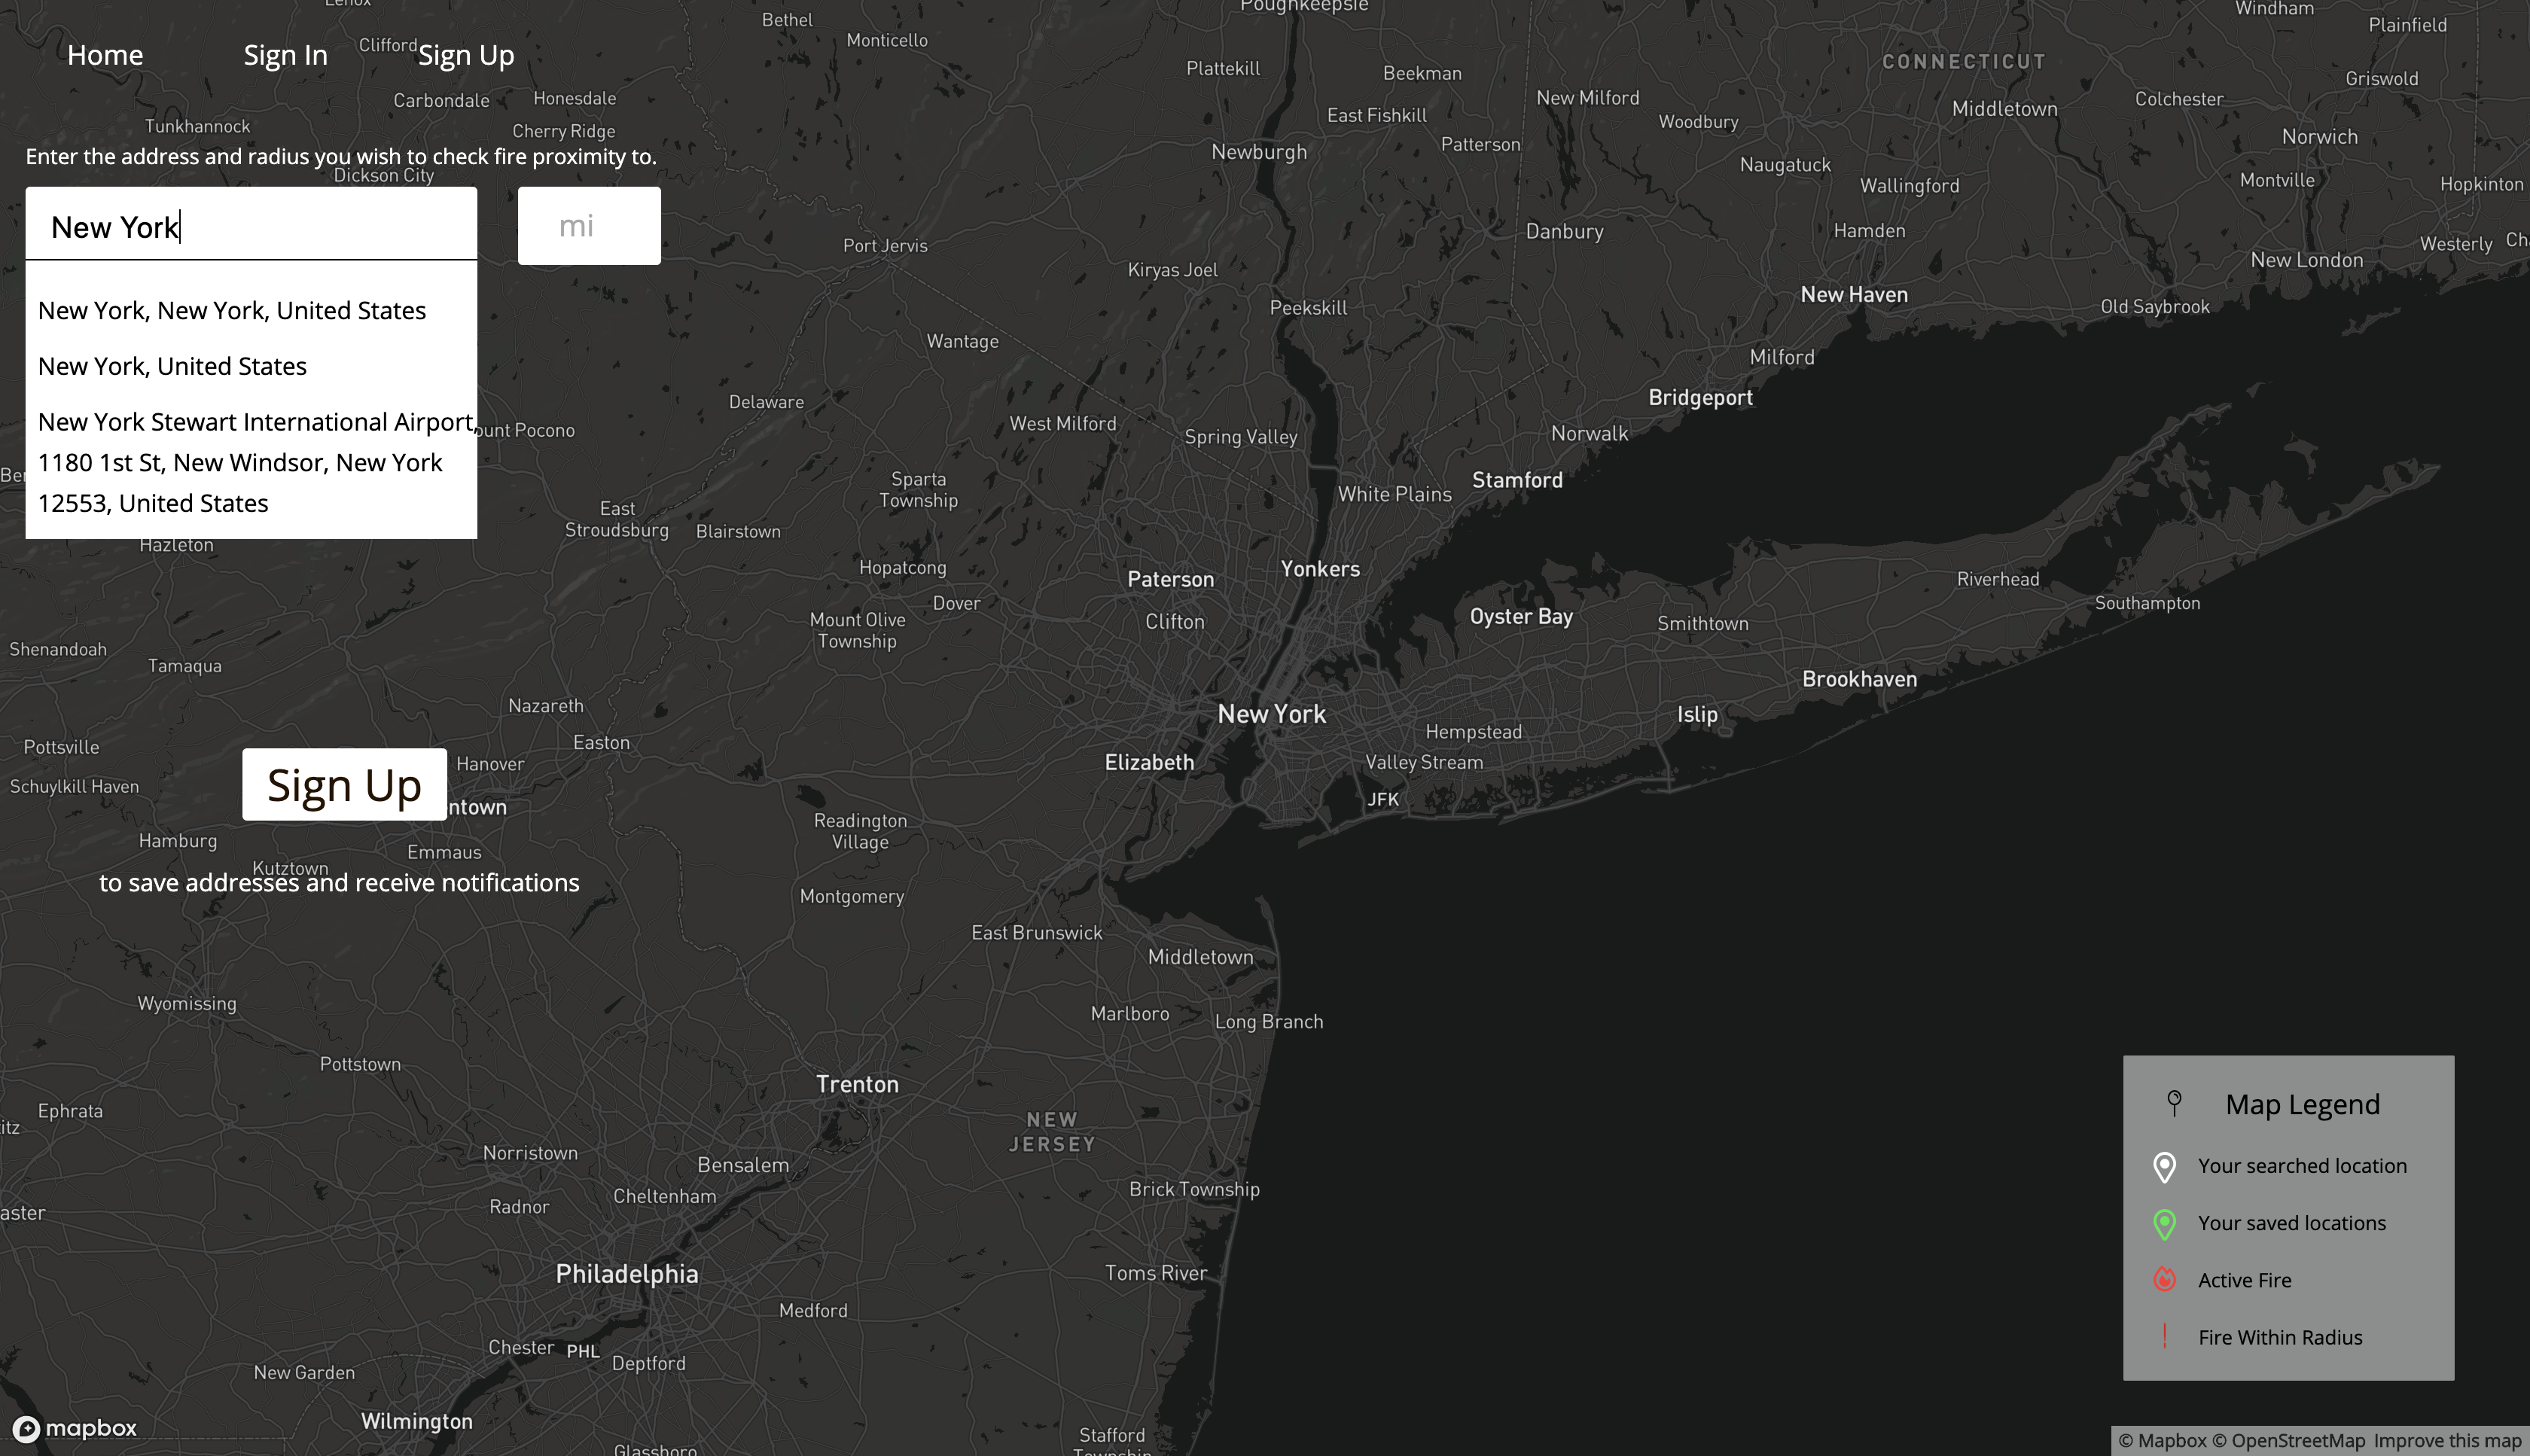 Home
Sign In
Sign Up
Enter the address and radius you wish to check fire proximity to.
New York
mi
New York, New York, United States
New York, United States
New York Stewart International Airport,
1180 1st St, New Windsor, New York
12553, United States
Sign Up
to save addresses and receive notifications
Clifford
Carbondale
Honesdale
Tunkhannock
Cherry Ridge
Dickson City
Bethel
Monticello
Poughkeepsie
Plattekill
Beekman
East Fishkill
Newburgh
Patterson
New Milford
Woodbury
CONNECTICUT
Middletown
Windham
Plainfield
Griswold
Colchester
Norwich
Naugatuck
Wallingford
Montville
Hopkinton
Port Jervis
Kiryas Joel
Danbury
Hamden
Westerly
New London
Peekskill
New Haven
Old Saybrook
Wantage
Milford
Delaware
West Milford
Spring Valley
Bridgeport
Norwalk
ount Pocono
Sparta
Township
White Plains
Stamford
East
Stroudsburg
Blairstown
Hazleton
Hopatcong
Paterson
Yonkers
Riverhead
Dover
Southampton
Mount Olive
Township
Clifton
Oyster Bay
Smithtown
Shenandoah
Tamaqua
Brookhaven
Nazareth
New York
Islip
Easton
Hempstead
Pottsville
Hanover
Elizabeth
Valley Stream
Schuylkill Haven
ntown
JFK
Readington
Village
Hamburg
Emmaus
Kutztown
Montgomery
East Brunswick
Middletown
Wyomissing
Marlboro
Long Branch
Pottstown
Trenton
Ephrata
itz
NEW
JERSEY
Norristown
Bensalem
Cheltenham
Radnor
Brick Township
aster
Philadelphia
Toms River
Medford
Chester
PHL
Deptford
New Garden
Wilmington
Stafford
Township
Glassboro
Map Legend
Your searched location
Your saved locations
Active Fire
Fire Within Radius
mapbox
© Mapbox © OpenStreetMap Improve this map